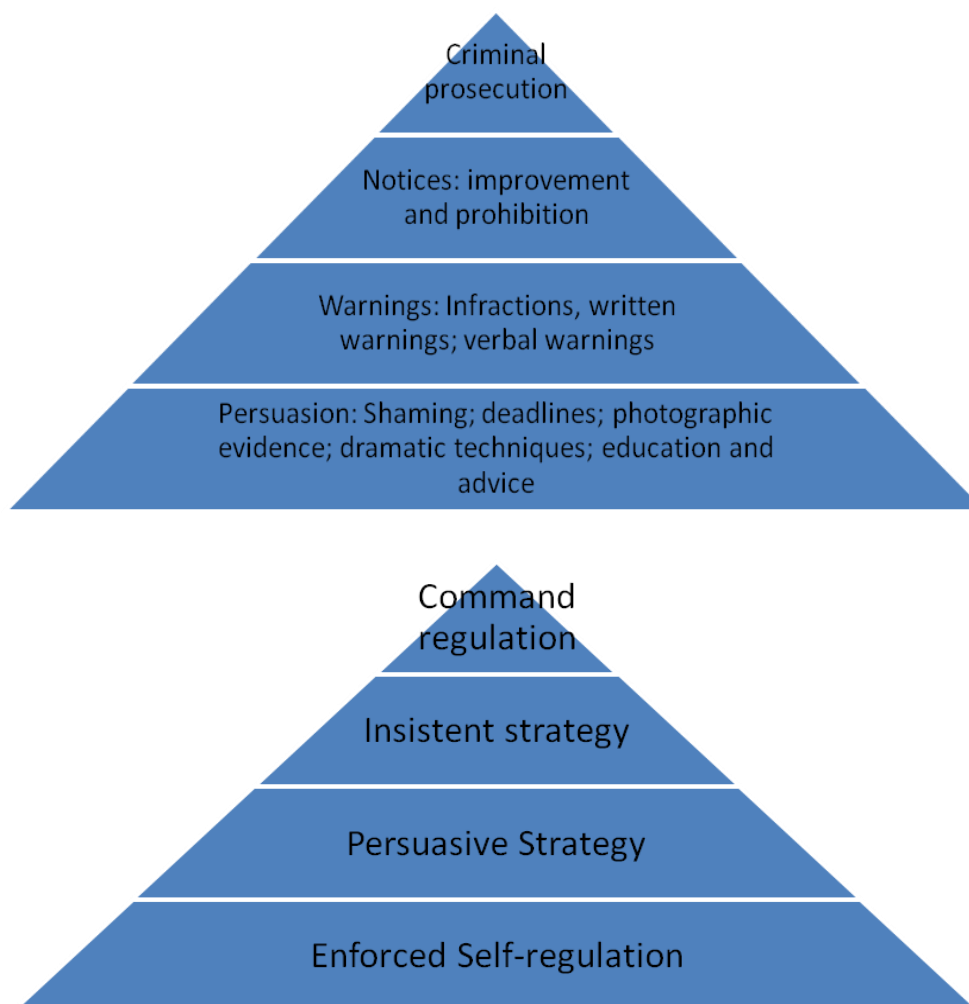 Criminal
prosecution
Notices: improvement
and prohibition
Warnings: Infractions, written
warnings; verbal warnings
Persuasion: Shaming; deadlines; photographic
evidence; dramatic techniques; education and
advice
Command
regulation
Insistent strategy
Persuasive Strategy
Enforced Self-regulation